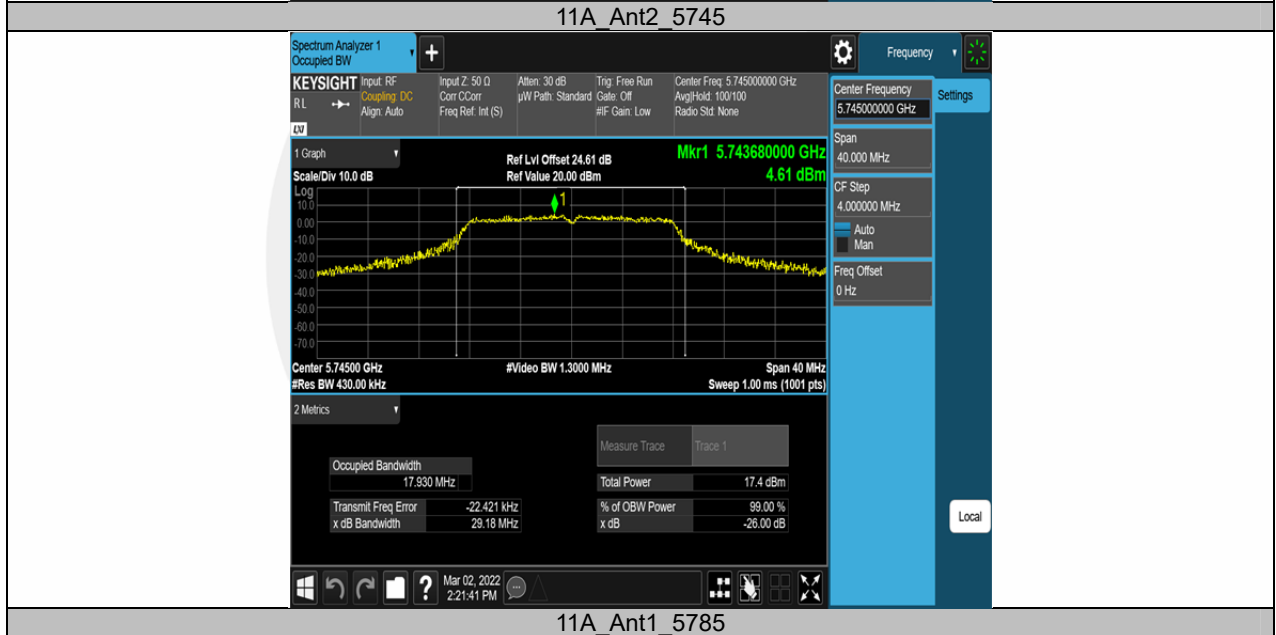 11A_Ant2_5745
Spectrum Analyzer 1
Occupied BW
+
Frequency
KEYSIGHT
Input: RF
Coupling: DC
Align: Auto
Input Z: 50 Ω
Corr CCorr
Freq Ref: Int (S)
Atten: 30 dB
µW Path: Standard
Trig: Free Run
Gate: Off
#IF Gain: Low
Center Freq: 5.745000000 GHz
Avg|Hold: 100/100
Radio Std: None
RL
LXI
Center Frequency
5.745000000 GHz
Settings
Span
40.000 MHz
CF Step
4.000000 MHz
Auto
Man
Freq Offset
0 Hz
1 Graph
Ref Lvl Offset 24.61 dB
Mkr1 5.743680000 GHz
Scale/Div 10.0 dB
Ref Value 20.00 dBm
4.61 dBm
Log
1
10.0
0.00
-10.0
-20.0
-30.0
-40.0
-50.0
-60.0
-70.0
Center 5.74500 GHz
#Video BW 1.3000 MHz
Span 40 MHz
#Res BW 430.00 kHz
Sweep 1.00 ms (1001 pts)
2 Metrics
Measure Trace
Trace 1
Occupied Bandwidth
17.930 MHz
Total Power
17.4 dBm
Transmit Freq Error
-22.421 kHz
% of OBW Power
99.00 %
x dB Bandwidth
29.18 MHz
x dB
-26.00 dB
Local
?
Mar 02, 2022
2:21:41 PM
11A_Ant1_5785